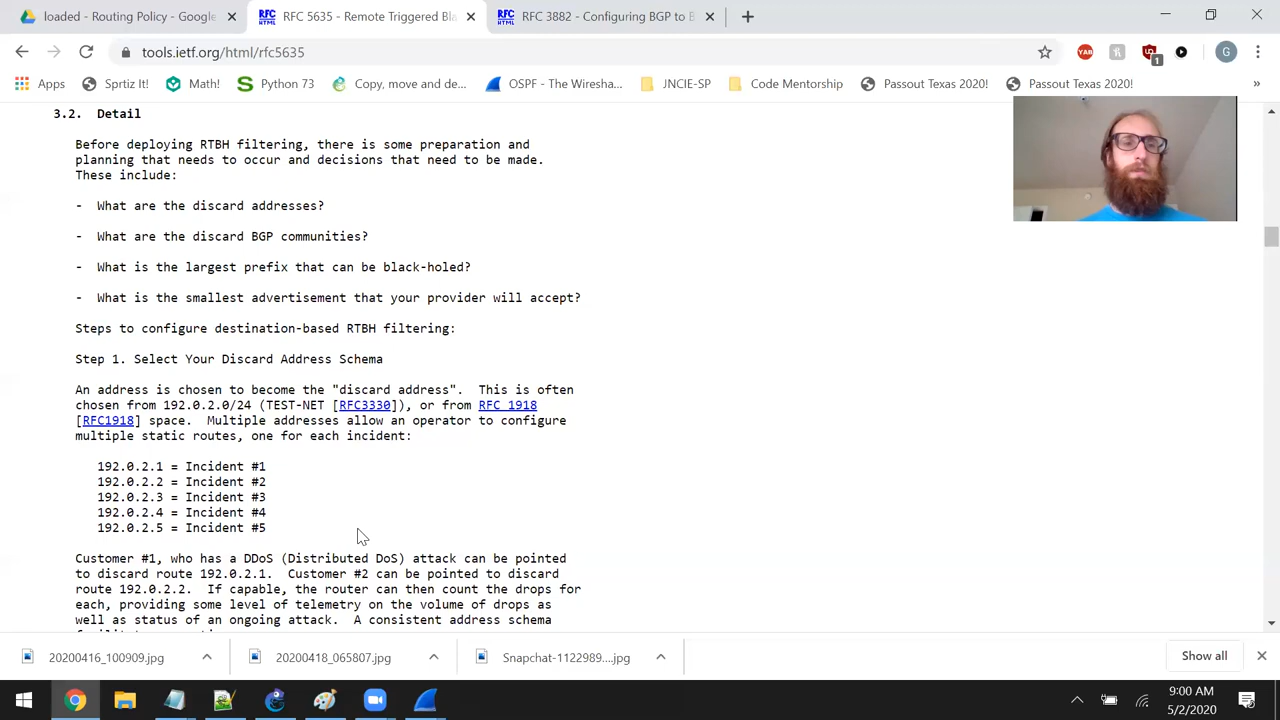 loaded - Routing Policy - Google
RFC 5635 - Remote Triggered Bla
RFC 3882 - Configuring BGP to
tools.ietf.org/html/rfc5635
YAB
1
G
Apps
Sprtiz It!
Math!
Python 73
Copy, move and de...
OSPF - The Wiresha...
JNCIE-SP
Code Mentorship
Passout Texas 2020!
Passout Texas 2020!
3.2. Detail
Before deploying RTBH filtering, there is some preparation and
planning that needs to occur and decisions that need to be made.
These include:
- What are the discard addresses?
- What are the discard BGP communities?
- What is the largest prefix that can be black-holed?
- What is the smallest advertisement that your provider will accept?
Steps to configure destination-based RTBH filtering:
Step 1. Select Your Discard Address Schema
An address is chosen to become the "discard address". This is often
chosen from 192.0.2.0/24 (TEST-NET [RFC3330]), or from RFC 1918
[RFC1918] space. Multiple addresses allow an operator to configure
multiple static routes, one for each incident:
192.0.2.1 = Incident #1
192.0.2.2 = Incident #2
192.0.2.3 = Incident #3
192.0.2.4 = Incident #4
192.0.2.5 = Incident #5
Customer #1, who has a DDoS (Distributed DoS) attack can be pointed
to discard route 192.0.2.1. Customer #2 can be pointed to discard
route 192.0.2.2. If capable, the router can then count the drops for
each, providing some level of telemetry on the volume of drops as
well as status of an ongoing attack. A consistent address schema
20200416_100909.jpg
20200418_065807.jpg
Snapchat-1122989....jpg
Show all
9:00 AM
5/2/2020